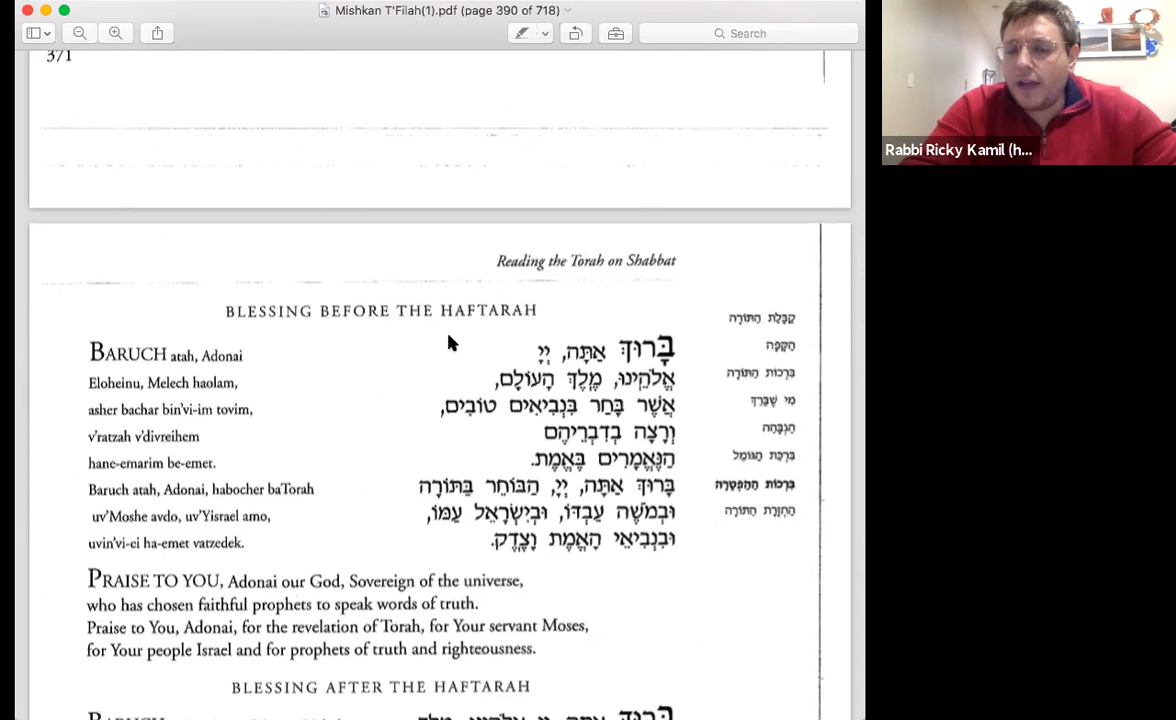 Mishkan T'Filah(1).pdf (page 390 of 718)
Search
371
Reading the Torah on Shabbat
BLESSING BEFORE THE HAFTARAH
BARUCH atah, Adonai
Eloheinu, Melech haolam,
asher bachar bin'vi-im tovim,
v'ratzah v'divreihem
hane-emarim be-emet.
Baruch atah, Adonai, habocher baTorah
uv'Moshe avdo, uv'Yisrael amo,
uvin'vi-ei ha-emet vatzedek.
בָּרוּךְ אַתָּה, יְיָ
אֱלֹהֵינוּ, מֶלֶךְ הָעוֹלָם,
אֲשֶׁר בָּחַר בִּנְבִיאִים טוֹבִים,
וְרָצָה בְדִבְרֵיהֶם
הַנֶּאֱמָרִים בֶּאֱמֶת.
בָּרוּךְ אַתָּה, יְיָ, הַבּוֹחֵר בַּתּוֹרָה
וּבְמֹשֶׁה עַבְדּוֹ, וּבְיִשְׂרָאֵל עַמּוֹ,
וּבִנְבִיאֵי הָאֱמֶת וָצֶדֶק.
קַבָּלַת הַתּוֹרָה
הַקָּפָה
בִּרְכוֹת הַתּוֹרָה
מִי שֶׁבֵּרַךְ
הַגְבָּהָה
בִּרְכַּת הַגּוֹמֵל
בִּרְכוֹת הַהַפְטָרָה
הַחְזָרַת הַתּוֹרָה
PRAISE TO YOU, Adonai our God, Sovereign of the universe,
who has chosen faithful prophets to speak words of truth.
Praise to You, Adonai, for the revelation of Torah, for Your servant Moses,
for Your people Israel and for prophets of truth and righteousness.
BLESSING AFTER THE HAFTARAH
Rabbi Ricky Kamil (h...